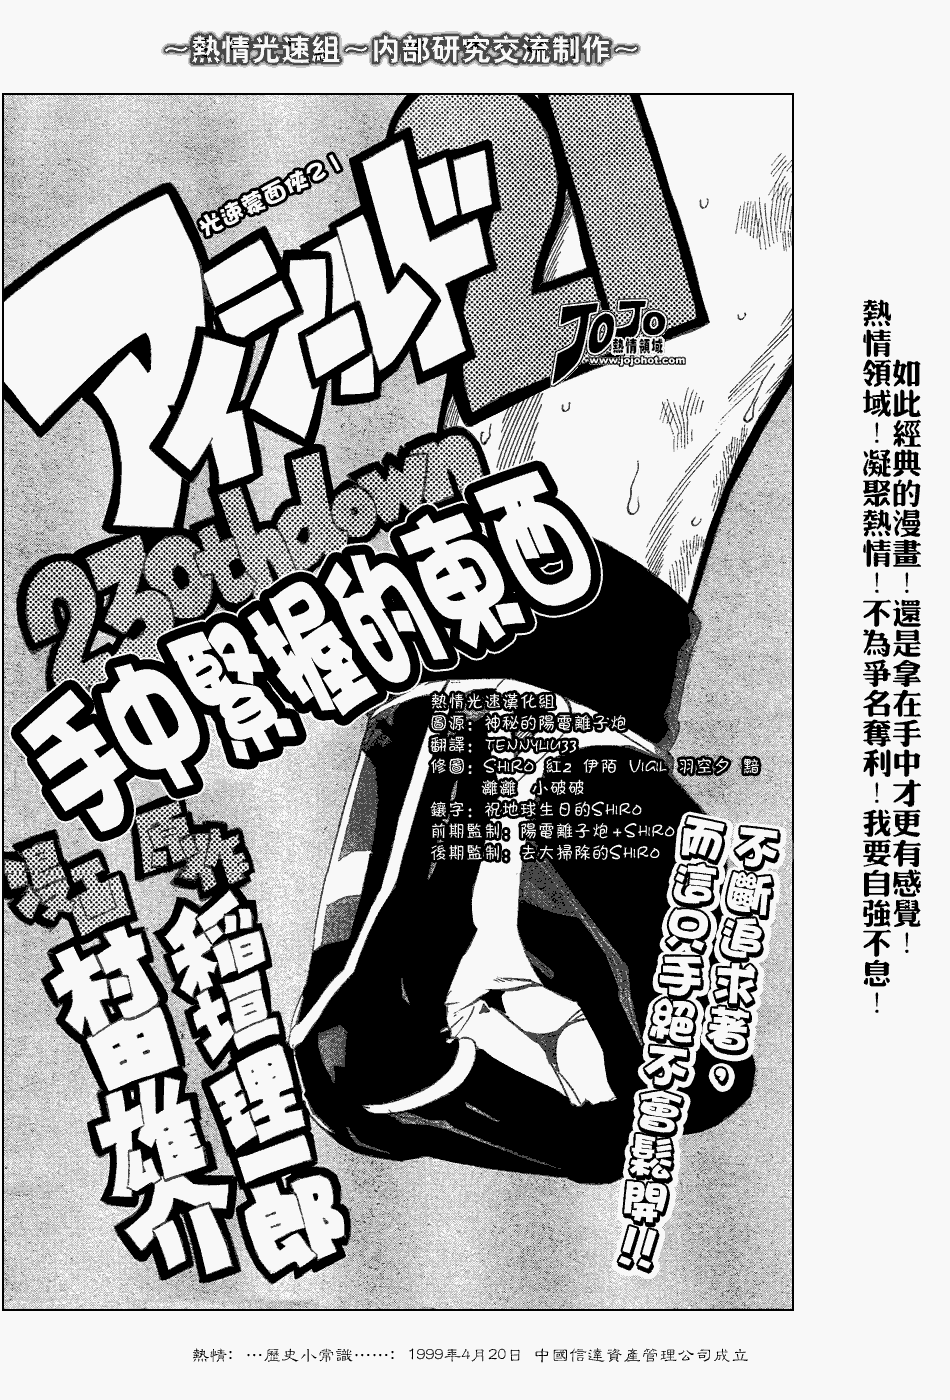 ～熱情光速組～内部研究交流制作～
21
光速蒙面俠21
アイシールド
JOJO
熱情領域
www.jojohot.com
230thdown
手中緊握的東西
熱情光速漢化組
圖源：神秘的陽電離子炮
翻譯：TENNYLIU33
修圖：SHIRO 紅2 伊陌 VIGIL 羽空夕 黯
離離 小破破
鑲字：祝地球生日的SHIRO
前期監制：陽電離子炮+SHIRO
後期監制：去大掃除的SHIRO
不斷追求著。
而這只手絕不會鬆開!!
原作
稻垣理一郎
漫畫
村田雄介
如此經典的漫畫！還是拿在手中才更有感覺！
熱情領域！凝聚熱情！不為爭名奪利！我要自強不息！
熱情：…歷史小常識……：1999年4月20日 中國信達資產管理公司成立